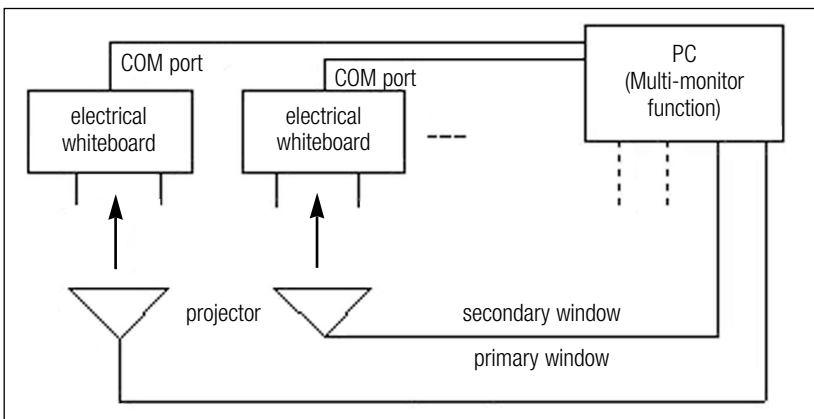 COM port
COM port
PC
(Multi-monitor
function)
electrical
whiteboard
electrical
whiteboard
projector
secondary window
primary window